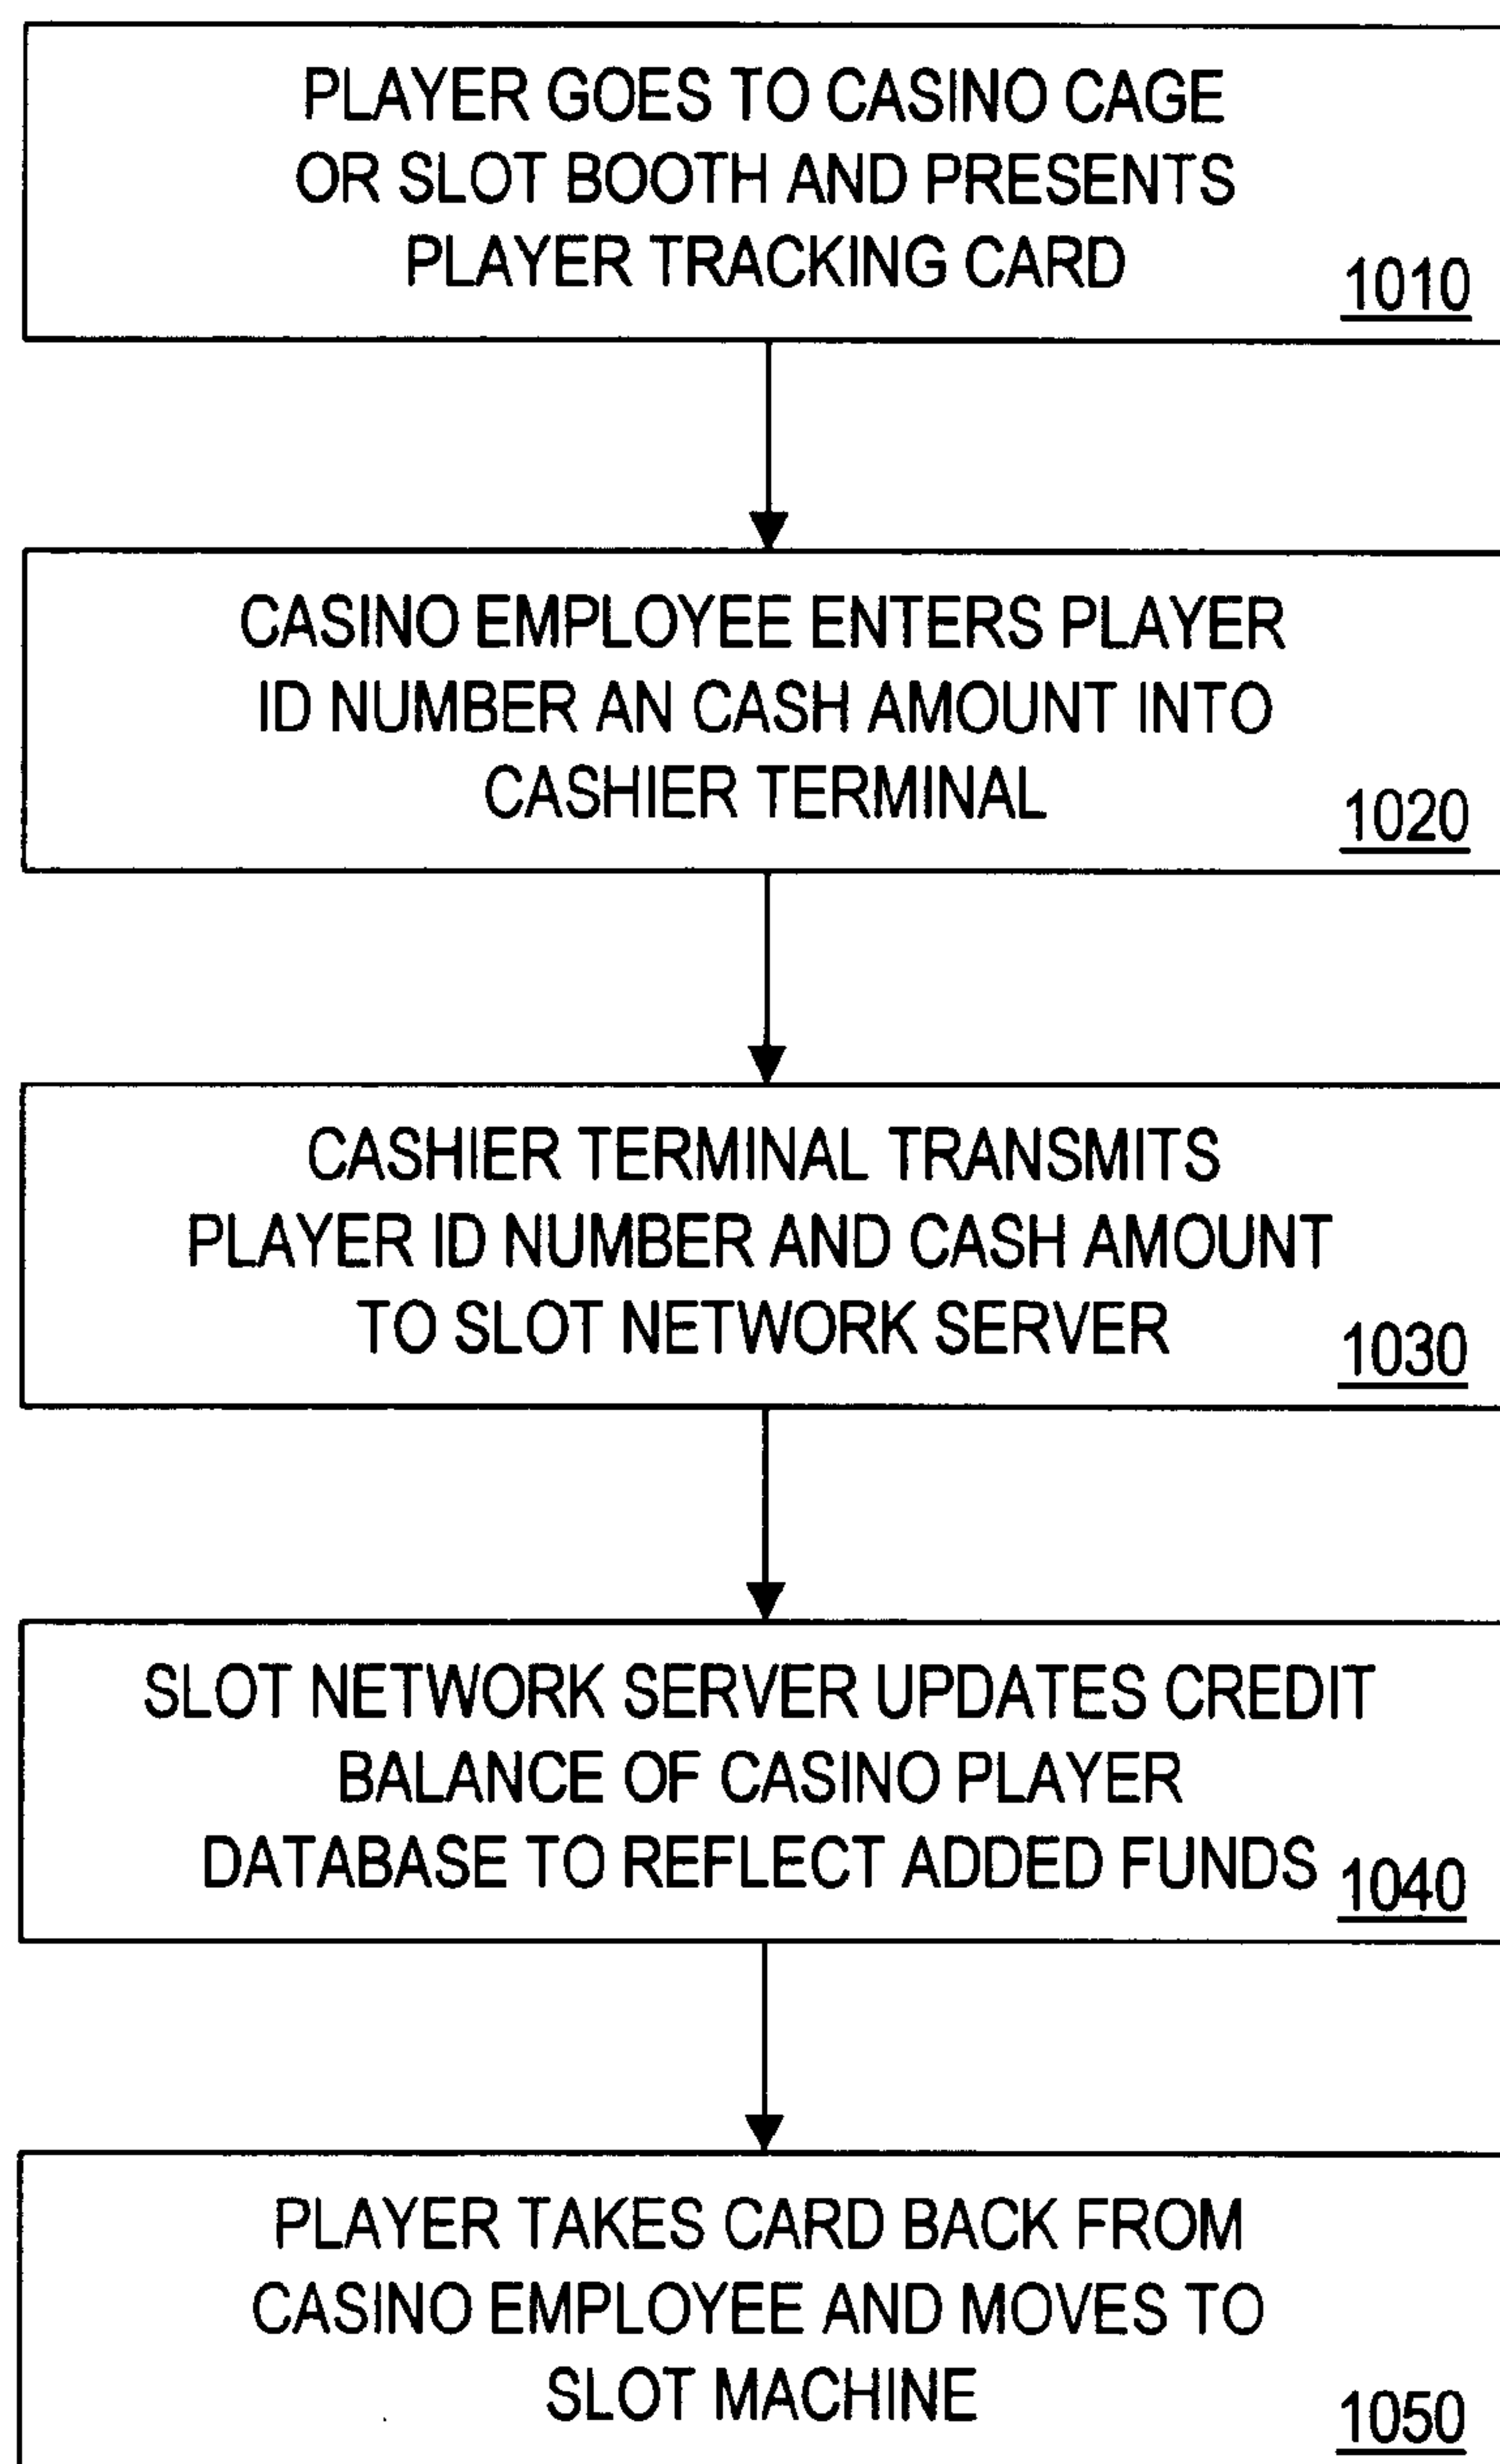 PLAYER GOES TO CASINO CAGE
OR SLOT BOOTH AND PRESENTS
PLAYER TRACKING CARD
1010
CASINO EMPLOYEE ENTERS PLAYER
ID NUMBER AN CASH AMOUNT INTO
CASHIER TERMINAL
1020
CASHIER TERMINAL TRANSMITS
PLAYER ID NUMBER AND CASH AMOUNT
TO SLOT NETWORK SERVER
1030
SLOT NETWORK SERVER UPDATES CREDIT
BALANCE OF CASINO PLAYER
DATABASE TO REFLECT ADDED FUNDS
1040
PLAYER TAKES CARD BACK FROM
CASINO EMPLOYEE AND MOVES TO
SLOT MACHINE
1050